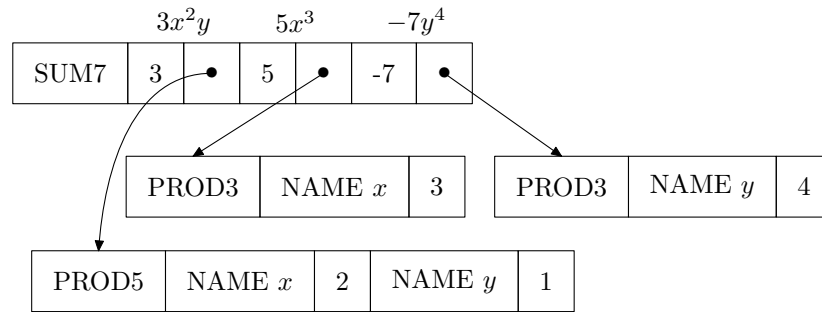 3x²y 5x³ −7y⁴
SUM7 3 5 -7
PROD3 NAME x 3 PROD3 NAME y 4
PROD5 NAME x 2 NAME y 1